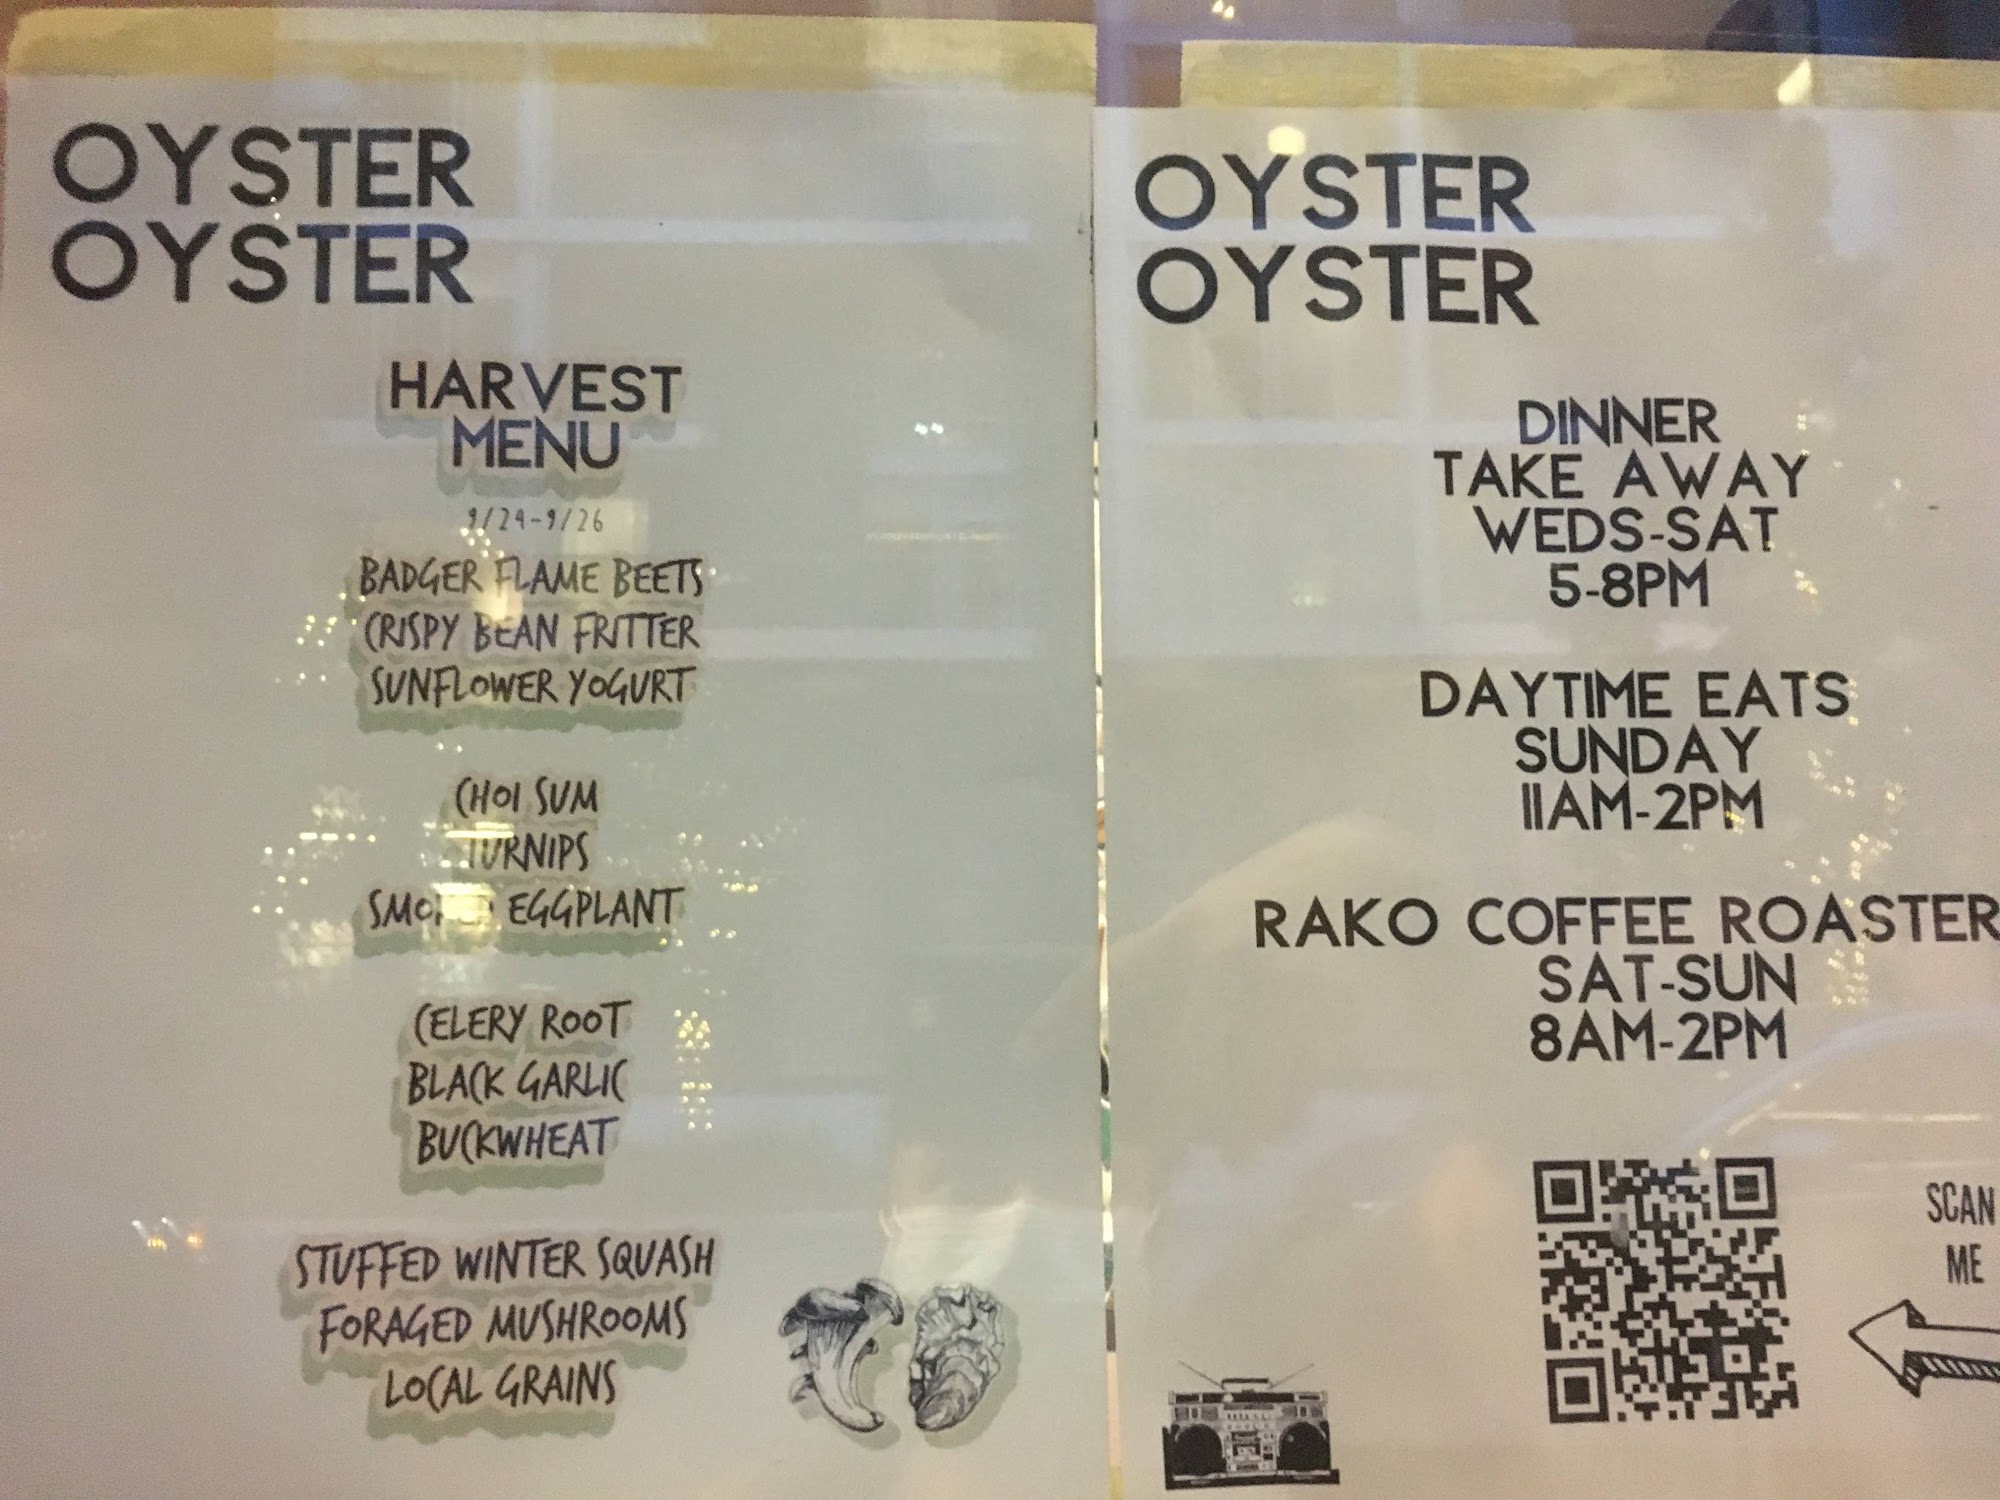 OYSTER
OYSTER
HARVEST
MENU
9/24-9/26
BADGER FLAME BEETS
CRISPY BEAN FRITTER
SUNFLOWER YOGURT
CHOI SUM
TURNIPS
SMOKED EGGPLANT
CELERY ROOT
BLACK GARLIC
BUCKWHEAT
STUFFED WINTER SQUASH
FORAGED MUSHROOMS
LOCAL GRAINS
OYSTER
OYSTER
DINNER
TAKE AWAY
WEDS-SAT
5-8PM
DAYTIME EATS
SUNDAY
11AM-2PM
RAKO COFFEE ROASTER
SAT-SUN
8AM-2PM
SCAN
ME